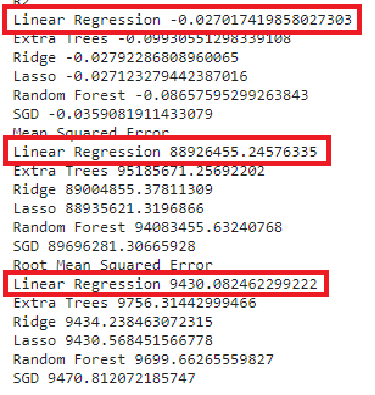 R2
Linear Regression -0.027017419858027303
Extra Trees -0.09930551298339108
Ridge -0.02792286808960065
Lasso -0.027123279442387016
Random Forest -0.08657595299263843
SGD -0.0359081911433079
Mean Squared Error
Linear Regression 88926455.24576335
Extra Trees 95185671.25692202
Ridge 89004855.37811309
Lasso 88935621.3196866
Random Forest 94083455.63240768
SGD 89696281.30665928
Root Mean Squared Error
Linear Regression 9430.082462299222
Extra Trees 9756.31442999466
Ridge 9434.238463072315
Lasso 9430.568451566778
Random Forest 9699.66265559827
SGD 9470.812072185747